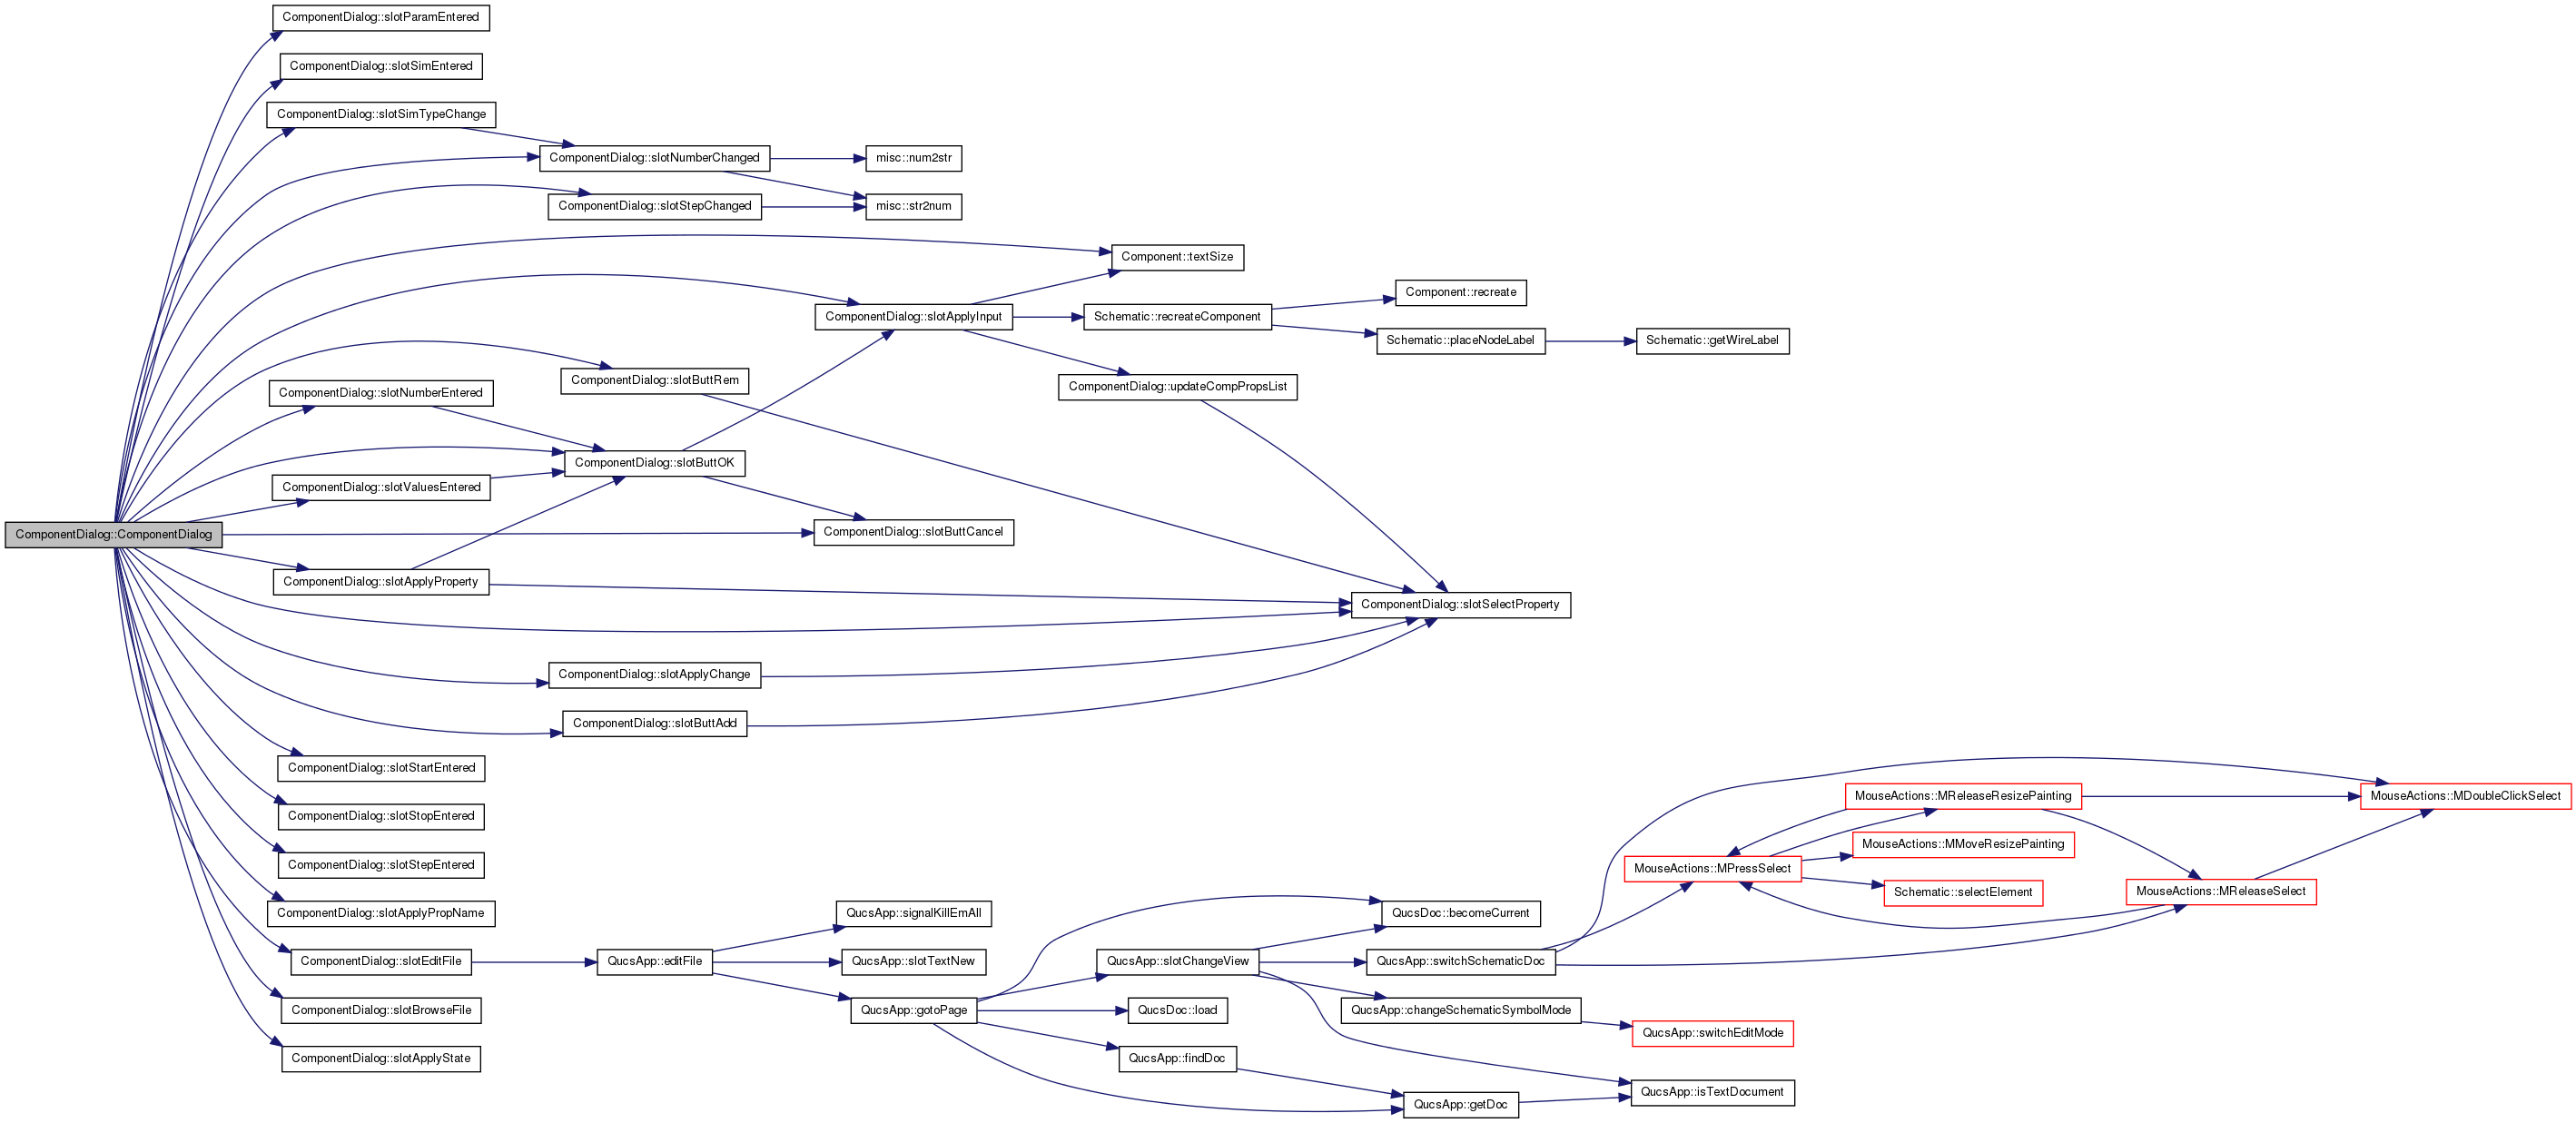 ComponentDialog::slotParamEntered
ComponentDialog::slotSimEntered
ComponentDialog::slotSimTypeChange
ComponentDialog::slotNumberChanged
misc::num2str
ComponentDialog::slotStepChanged
misc::str2num
Component::textSize
Component::recreate
ComponentDialog::slotApplyInput
Schematic::recreateComponent
Schematic::placeNodeLabel
Schematic::getWireLabel
ComponentDialog::slotButtRem
ComponentDialog::updateCompPropsList
ComponentDialog::slotNumberEntered
ComponentDialog::slotButtOK
ComponentDialog::slotValuesEntered
ComponentDialog::ComponentDialog
ComponentDialog::slotButtCancel
ComponentDialog::slotApplyProperty
ComponentDialog::slotSelectProperty
ComponentDialog::slotApplyChange
ComponentDialog::slotButtAdd
ComponentDialog::slotStartEntered
MouseActions::MReleaseResizePainting
MouseActions::MDoubleClickSelect
ComponentDialog::slotStopEntered
MouseActions::MMoveResizePainting
ComponentDialog::slotStepEntered
MouseActions::MPressSelect
Schematic::selectElement
MouseActions::MReleaseSelect
ComponentDialog::slotApplyPropName
QucsApp::signalKillEmAll
QucsDoc::becomeCurrent
ComponentDialog::slotEditFile
QucsApp::editFile
QucsApp::slotTextNew
QucsApp::slotChangeView
QucsApp::switchSchematicDoc
ComponentDialog::slotBrowseFile
QucsApp::gotoPage
QucsDoc::load
QucsApp::changeSchematicSymbolMode
QucsApp::switchEditMode
ComponentDialog::slotApplyState
QucsApp::findDoc
QucsApp::getDoc
QucsApp::isTextDocument